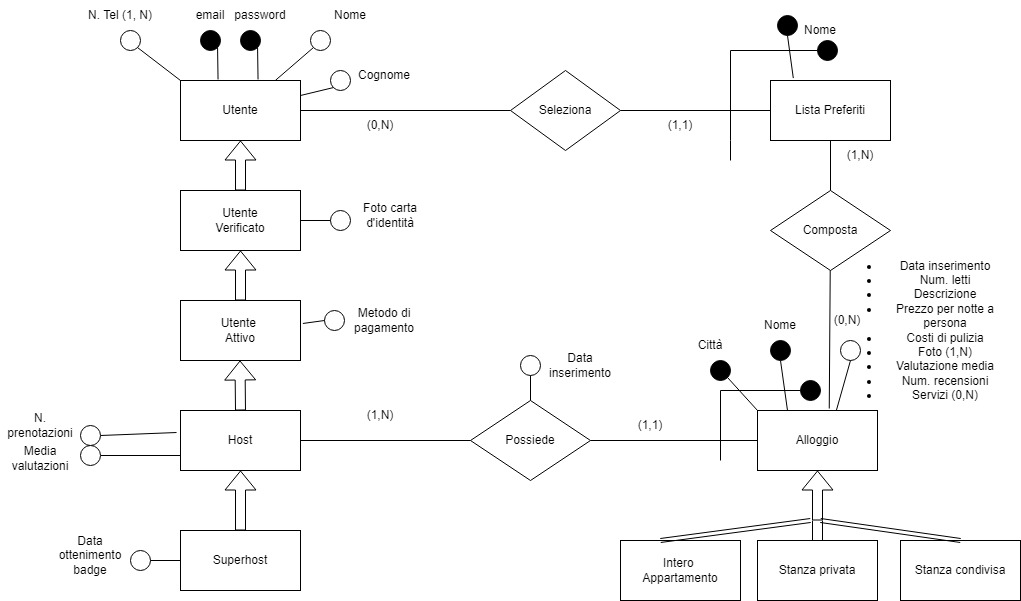 N. Tel (1, N)
email
password
Nome
Cognome
Utente
(0,N)
Seleziona
(1,1)
Nome
Lista Preferiti
(1,N)
Composta
(0,N)
Utente
Verificato
Foto carta
d'identità
Utente
Attivo
Metodo di
pagamento
Data inserimento
Num. letti
Descrizione
Prezzo per notte a
persona
Costi di pulizia
Foto (1,N)
Valutazione media
Num. recensioni
Servizi (0,N)
Città
Nome
Data
inserimento
N.
prenotazioni
Media
valutazioni
Host
(1,N)
Possiede
(1,1)
Alloggio
Data
ottenimento
badge
Superhost
Intero
Appartamento
Stanza privata
Stanza condivisa